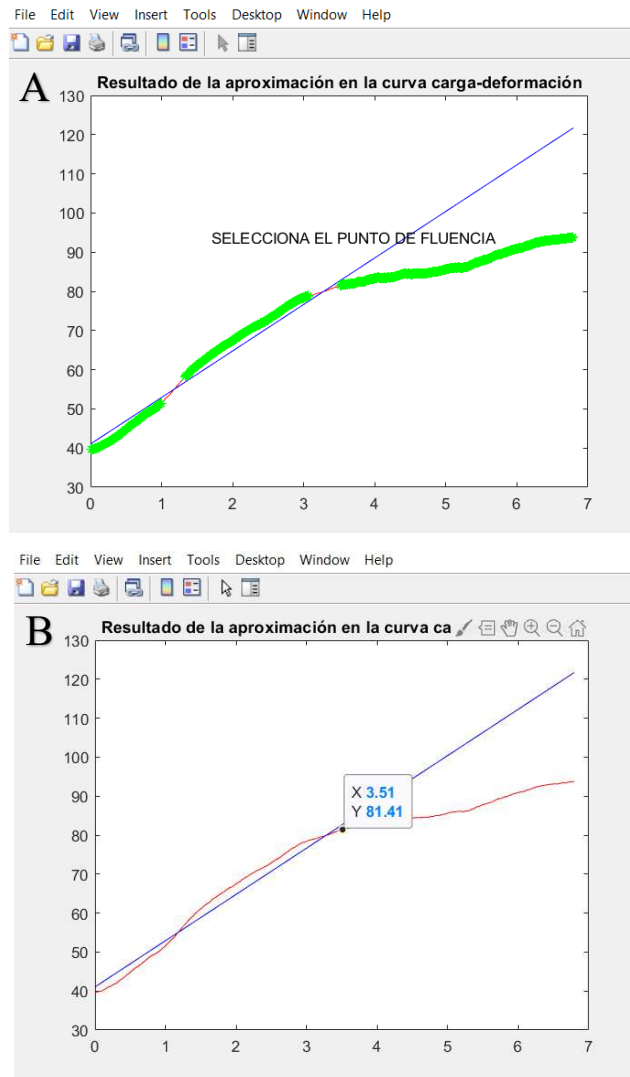 File Edit View Insert Tools Desktop Window Help
A
Resultado de la aproximación en la curva carga-deformación
130
120
110
100
90
80
70
60
50
40
30
SELECCIONA EL PUNTO DE FLUENCIA
0 1 2 3 4 5 6 7
File Edit View Insert Tools Desktop Window Help
B
Resultado de la aproximación en la curva ca
130
120
110
100
90
80
70
60
50
40
30
X 3.51
Y 81.41
0 1 2 3 4 5 6 7